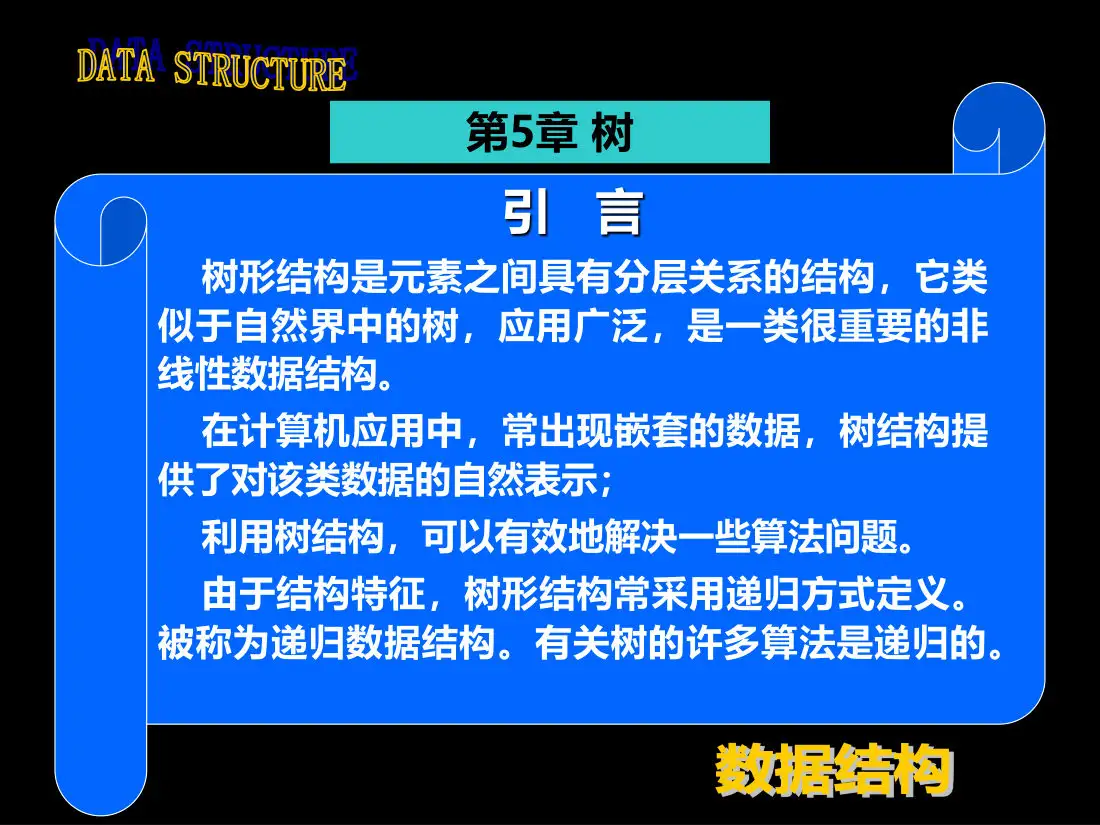 DATA STRUCTURE
第5章 树
引 言
树形结构是元素之间具有分层关系的结构，它类
似于自然界中的树，应用广泛，是一类很重要的非
线性数据结构。
在计算机应用中，常出现嵌套的数据，树结构提
供了对该类数据的自然表示；
利用树结构，可以有效地解决一些算法问题。
由于结构特征，树形结构常采用递归方式定义。
被称为递归数据结构。有关树的许多算法是递归的。
数据结构